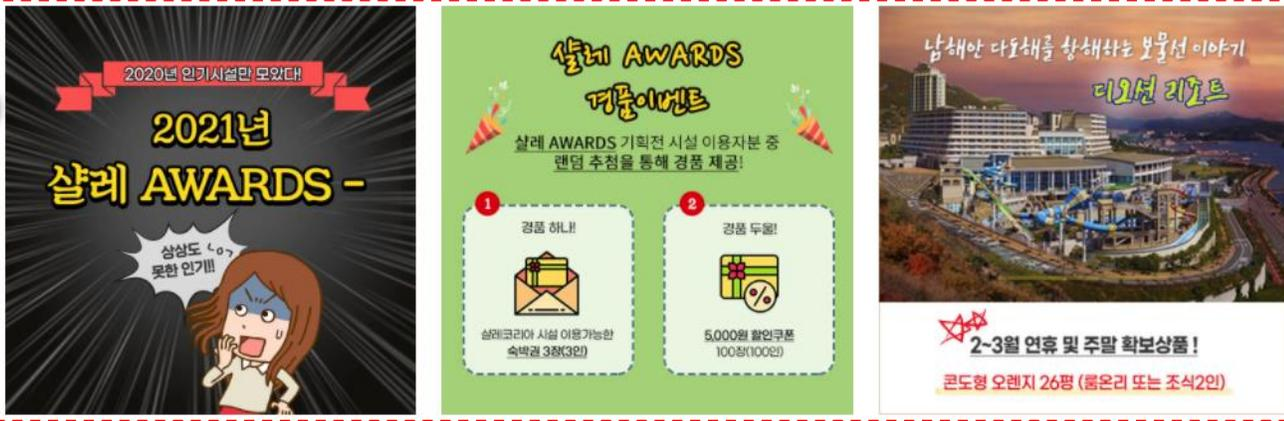 2020년 인기시설만 모았다!
2021년
샬레 AWARDS -
상상도
못한 인기!!
샬레 AWARDS
경품이벤트
샬레 AWARDS 기획전 시설 이용자분 중
랜덤 추첨을 통해 경품 제공!
1
경품 하나!
샬레코리아 시설 이용가능한
숙박권 3장(3인)
2
경품 두울!
%
5,000원 할인쿠폰
100장(100인)
남해안 다도해를 항해하는 보물선 이야기
디오션 리조트
2~3월 연휴 및 주말 확보상품 !
콘도형 오렌지 26평 (룸온리 또는 조식2인)